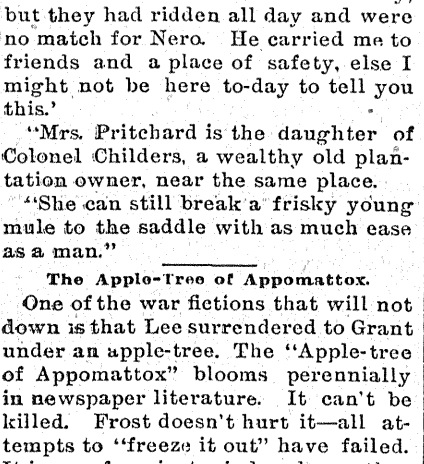 but they had ridden all day and were
no match for Nero. He carried me to
friends and a place of safety, else I
might not be here to-day to tell you
this.'
"Mrs. Pritchard is the daughter of
Colonel Childers, a wealthy old plan-
tation owner, near the same place.
"She can still break a frisky young
mule to the saddle with as much ease
as a man."
The Apple-Tree of Appomattox.
One of the war fictions that will not
down is that Lee surrendered to Grant
under an apple-tree. The "Apple-tree
of Appomattox" blooms perennially
in newspaper literature. It can't be
killed. Frost doesn't hurt it—all at-
tempts to "freeze it out" have failed.